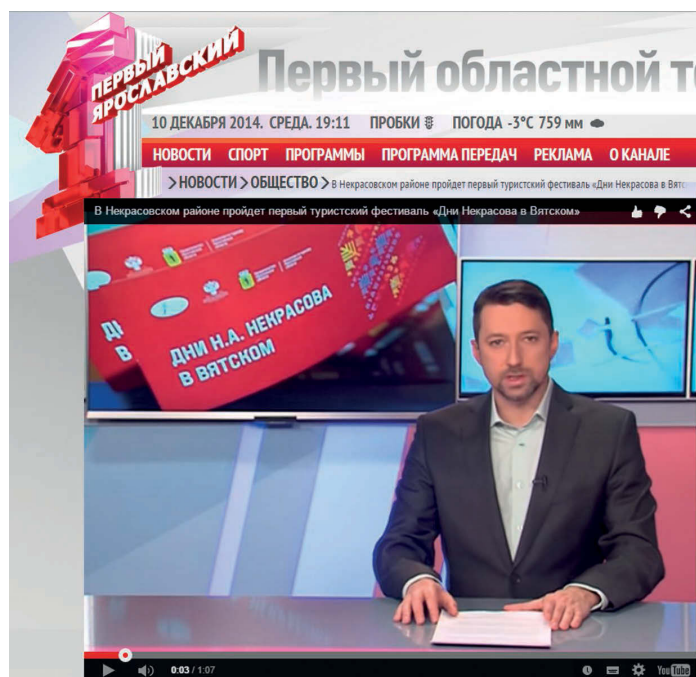 ПЕРВЫЙ
ЯРОСЛАВСКИЙ
Первый областной т
10 ДЕКАБРЯ 2014. СРЕДА. 19:11 ПРОБКИ ПОГОДА -3°C 759 мм
НОВОСТИ СПОРТ ПРОГРАММЫ ПРОГРАММА ПЕРЕДАЧ РЕКЛАМА О КАНАЛЕ
> НОВОСТИ > ОБЩЕСТВО > В Некрасовском районе пройдет первый туристский фестиваль «Дни Некрасова в Вятс
В Некрасовском районе пройдет первый туристский фестиваль «Дни Некрасова в Вятском»
ДНИ Н.А. НЕКРАСОВА
В ВЯТСКОМ
0:03 / 1:07
YouTube